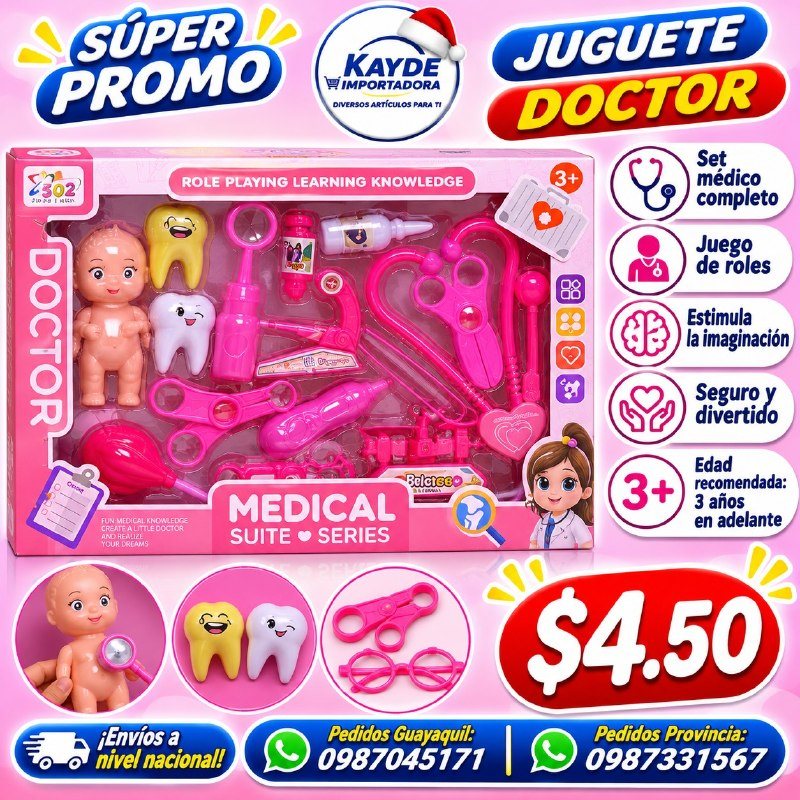 SÚPER
PROMO
KAYDE
IMPORTADORA
DIVERSOS ARTÍCULOS PARA TI
JUGUETE
DOCTOR
502
ROLE PLAYING LEARNING KNOWLEDGE
3+
DOCTOR
MEDICAL
SUITE SERIES
FUN MEDICAL KNOWLEDGE
CREATE A LITTLE DOCTOR
AND REALIZE
YOUR DREAMS
Set
médico
completo
Juego
de roles
Estimula
la imaginación
Seguro y
divertido
3+
Edad
recomendada:
3 años
en adelante
$4.50
¡Envíos a
nivel nacional!
Pedidos Guayaquil:
0987045171
Pedidos Provincia:
0987331567